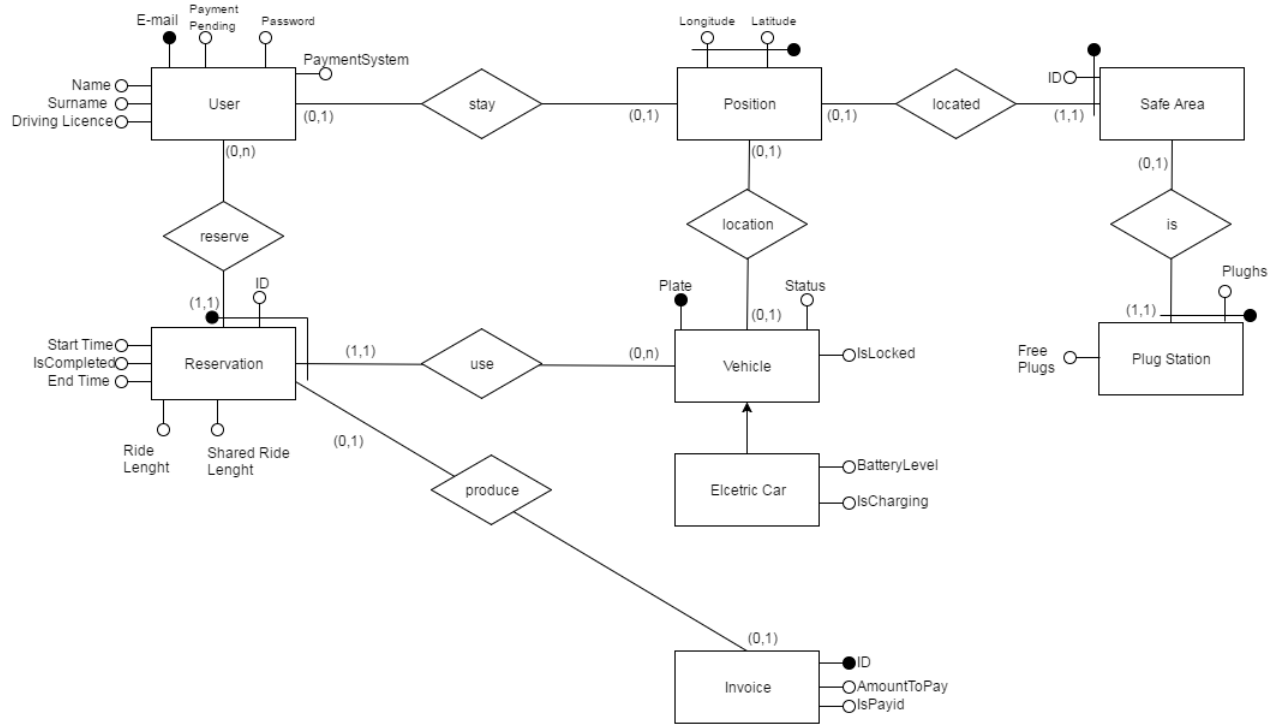 E-mail
Payment
Pending
Password
PaymentSystem
Name
Surname
Driving Licence
User
(0,1)
stay
(0,1)
Longitude
Latitude
Position
(0,1)
located
(1,1)
ID
Safe Area
(0,n)
(0,1)
(0,1)
reserve
location
is
(1,1)
ID
Plate
Status
(0,1)
(1,1)
Plughs
Start Time
IsCompleted
End Time
Reservation
(1,1)
use
(0,n)
Vehicle
IsLocked
Free
Plugs
Plug Station
Ride
Lenght
Shared Ride
Lenght
(0,1)
produce
Elcetric Car
BatteryLevel
IsCharging
(0,1)
Invoice
ID
AmountToPay
IsPayid